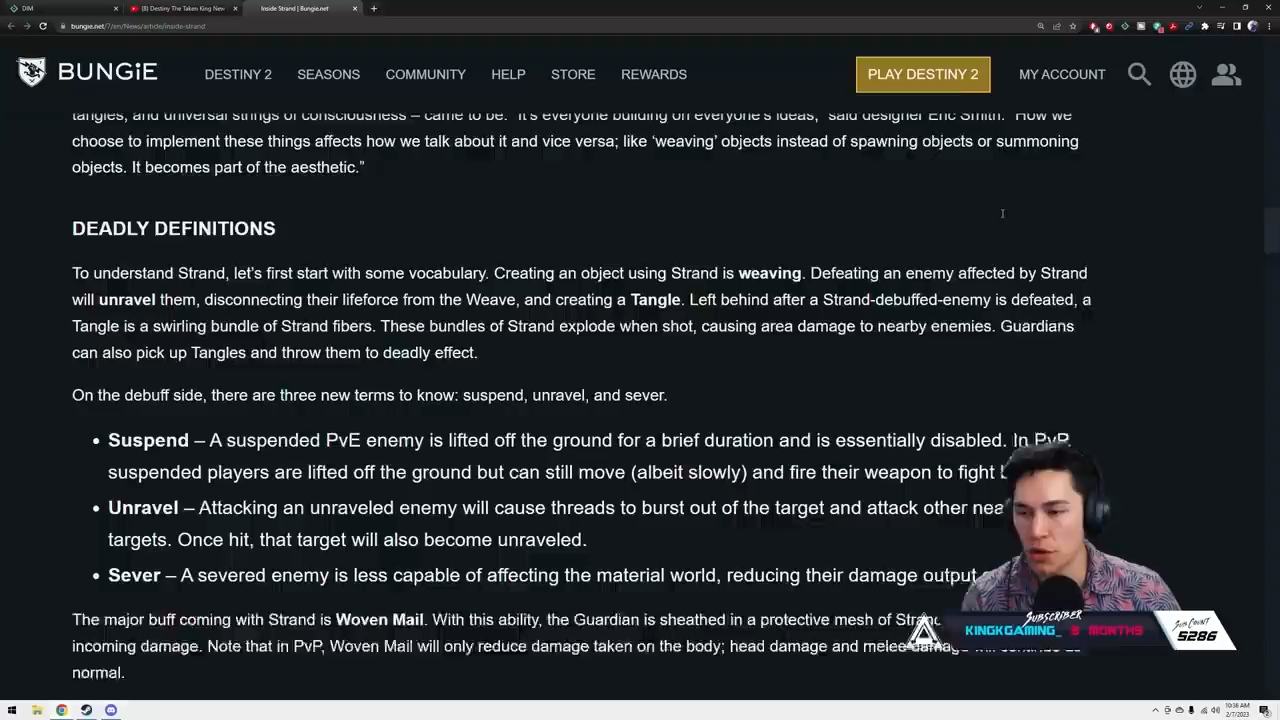 DIM
(8) Destiny The Taken King New
Inside Strand | Bungie.net
bungie.net/7/en/News/article/inside-strand
BUNGiE
DESTINY 2
SEASONS
COMMUNITY
HELP
STORE
REWARDS
PLAY DESTINY 2
MY ACCOUNT
tangles, and universal strings of consciousness – came to be. "It's everyone building on everyone's ideas," said designer Eric Smith. "How we
choose to implement these things affects how we talk about it and vice versa; like 'weaving' objects instead of spawning objects or summoning
objects. It becomes part of the aesthetic."
DEADLY DEFINITIONS
To understand Strand, let's first start with some vocabulary. Creating an object using Strand is weaving. Defeating an enemy affected by Strand
will unravel them, disconnecting their lifeforce from the Weave, and creating a Tangle. Left behind after a Strand-debuffed-enemy is defeated, a
Tangle is a swirling bundle of Strand fibers. These bundles of Strand explode when shot, causing area damage to nearby enemies. Guardians
can also pick up Tangles and throw them to deadly effect.
On the debuff side, there are three new terms to know: suspend, unravel, and sever.
• Suspend – A suspended PvE enemy is lifted off the ground for a brief duration and is essentially disabled. In PvP,
suspended players are lifted off the ground but can still move (albeit slowly) and fire their weapon to fight
• Unravel – Attacking an unraveled enemy will cause threads to burst out of the target and attack other
targets. Once hit, that target will also become unraveled.
• Sever – A severed enemy is less capable of affecting the material world, reducing their damage output
The major buff coming with Strand is Woven Mail. With this ability, the Guardian is sheathed in a protective mesh of
incoming damage. Note that in PvP, Woven Mail will only reduce damage taken on the body; head damage and melee damage will continue
normal.
SUBSCRIBER
KINGKGAMING_ 3 MONTHS
SUB COUNT
5286
10:36 AM
2/7/2023